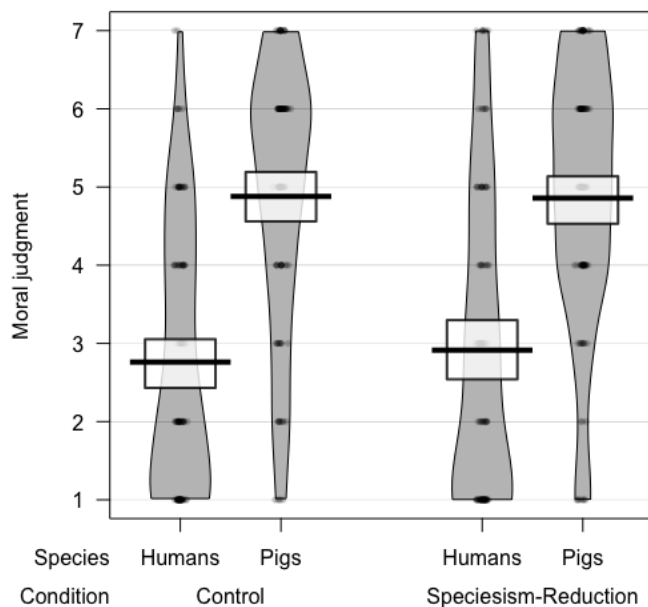 7
6
5
4
3
2
1
Moral judgment
Species Humans Pigs Humans Pigs
Condition Control Speciesism-Reduction